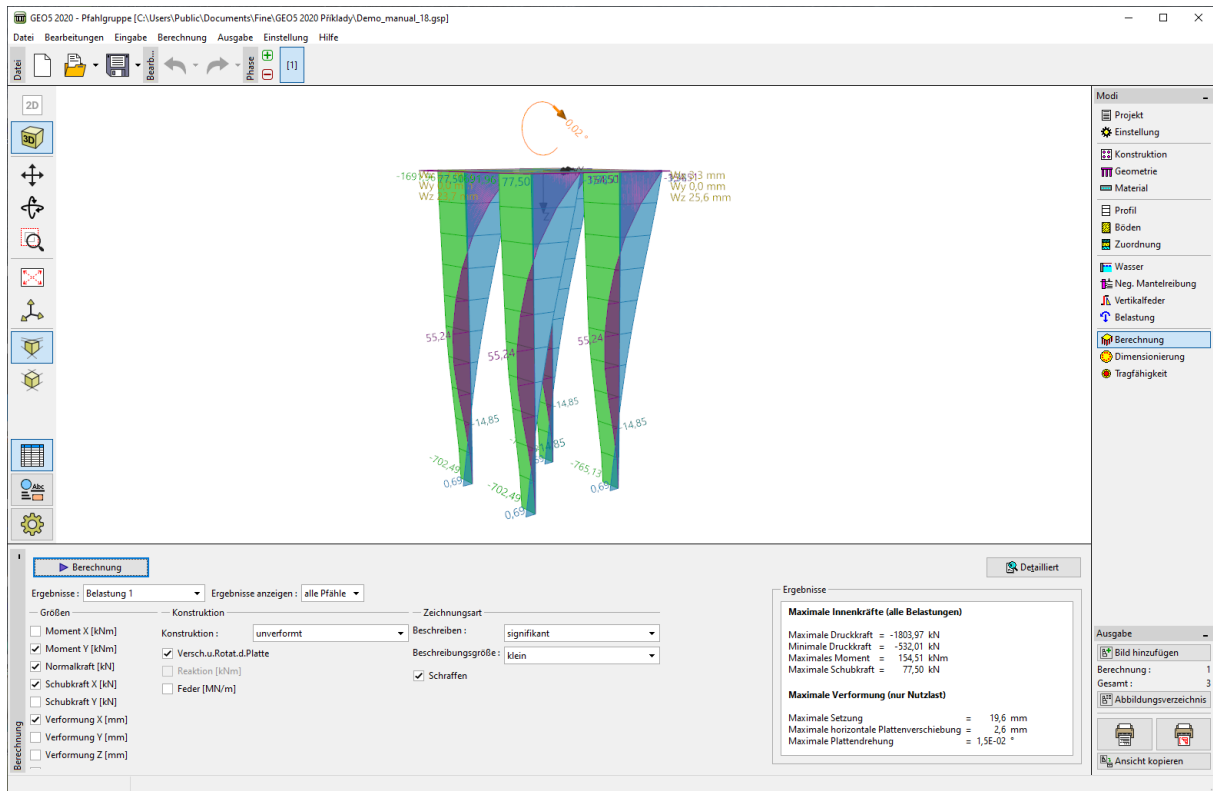 GEO5 2020 - Pfahlgruppe [C:\Users\Public\Documents\Fine\GEO5 2020 Příklady\Demo_manual_18.gsp]
Datei Bearbeitungen Eingabe Berechnung Ausgabe Einstellung Hilfe
Datei
Bearb...
Phase
[1]
2D
3D
0,02 °
77,50
77,50
Wy 0,0 mm
Wz 25,6 mm
55,24
55,24
55,24
-14,85
-14,85
-14,85
-702,49
-702,49
-765,13
0,69
0,69
0,69
Abc
Modi
Projekt
Einstellung
Konstruktion
Geometrie
Material
Profil
Böden
Zuordnung
Wasser
Neg. Mantelreibung
Vertikalfeder
Belastung
Berechnung
Dimensionierung
Tragfähigkeit
Berechnung
Berechnung
Detailliert
Ergebnisse : Belastung 1 Ergebnisse anzeigen : alle Pfähle
Größen
Moment X [kNm]
Moment Y [kNm]
Normalkraft [kN]
Schubkraft X [kN]
Schubkraft Y [kN]
Verformung X [mm]
Verformung Y [mm]
Verformung Z [mm]
Konstruktion
Konstruktion : unverformt
Versch.u.Rotat.d.Platte
Reaktion [kNm]
Feder [MN/m]
Zeichnungsart
Beschreiben : signifikant
Beschreibungsgröße : klein
Schraffen
Ergebnisse
Maximale Innenkräfte (alle Belastungen)
Maximale Druckkraft = -1803,97 kN
Minimale Druckkraft = -532,01 kN
Maximales Moment = 154,51 kNm
Maximale Schubkraft = 77,50 kN
Maximale Verformung (nur Nutzlast)
Maximale Setzung = 19,6 mm
Maximale horizontale Plattenverschiebung = 2,6 mm
Maximale Plattendrehung = 1,5E-02 °
Ausgabe
Bild hinzufügen
Berechnung : 1
Gesamt : 3
Abbildungsverzeichnis
Ansicht kopieren